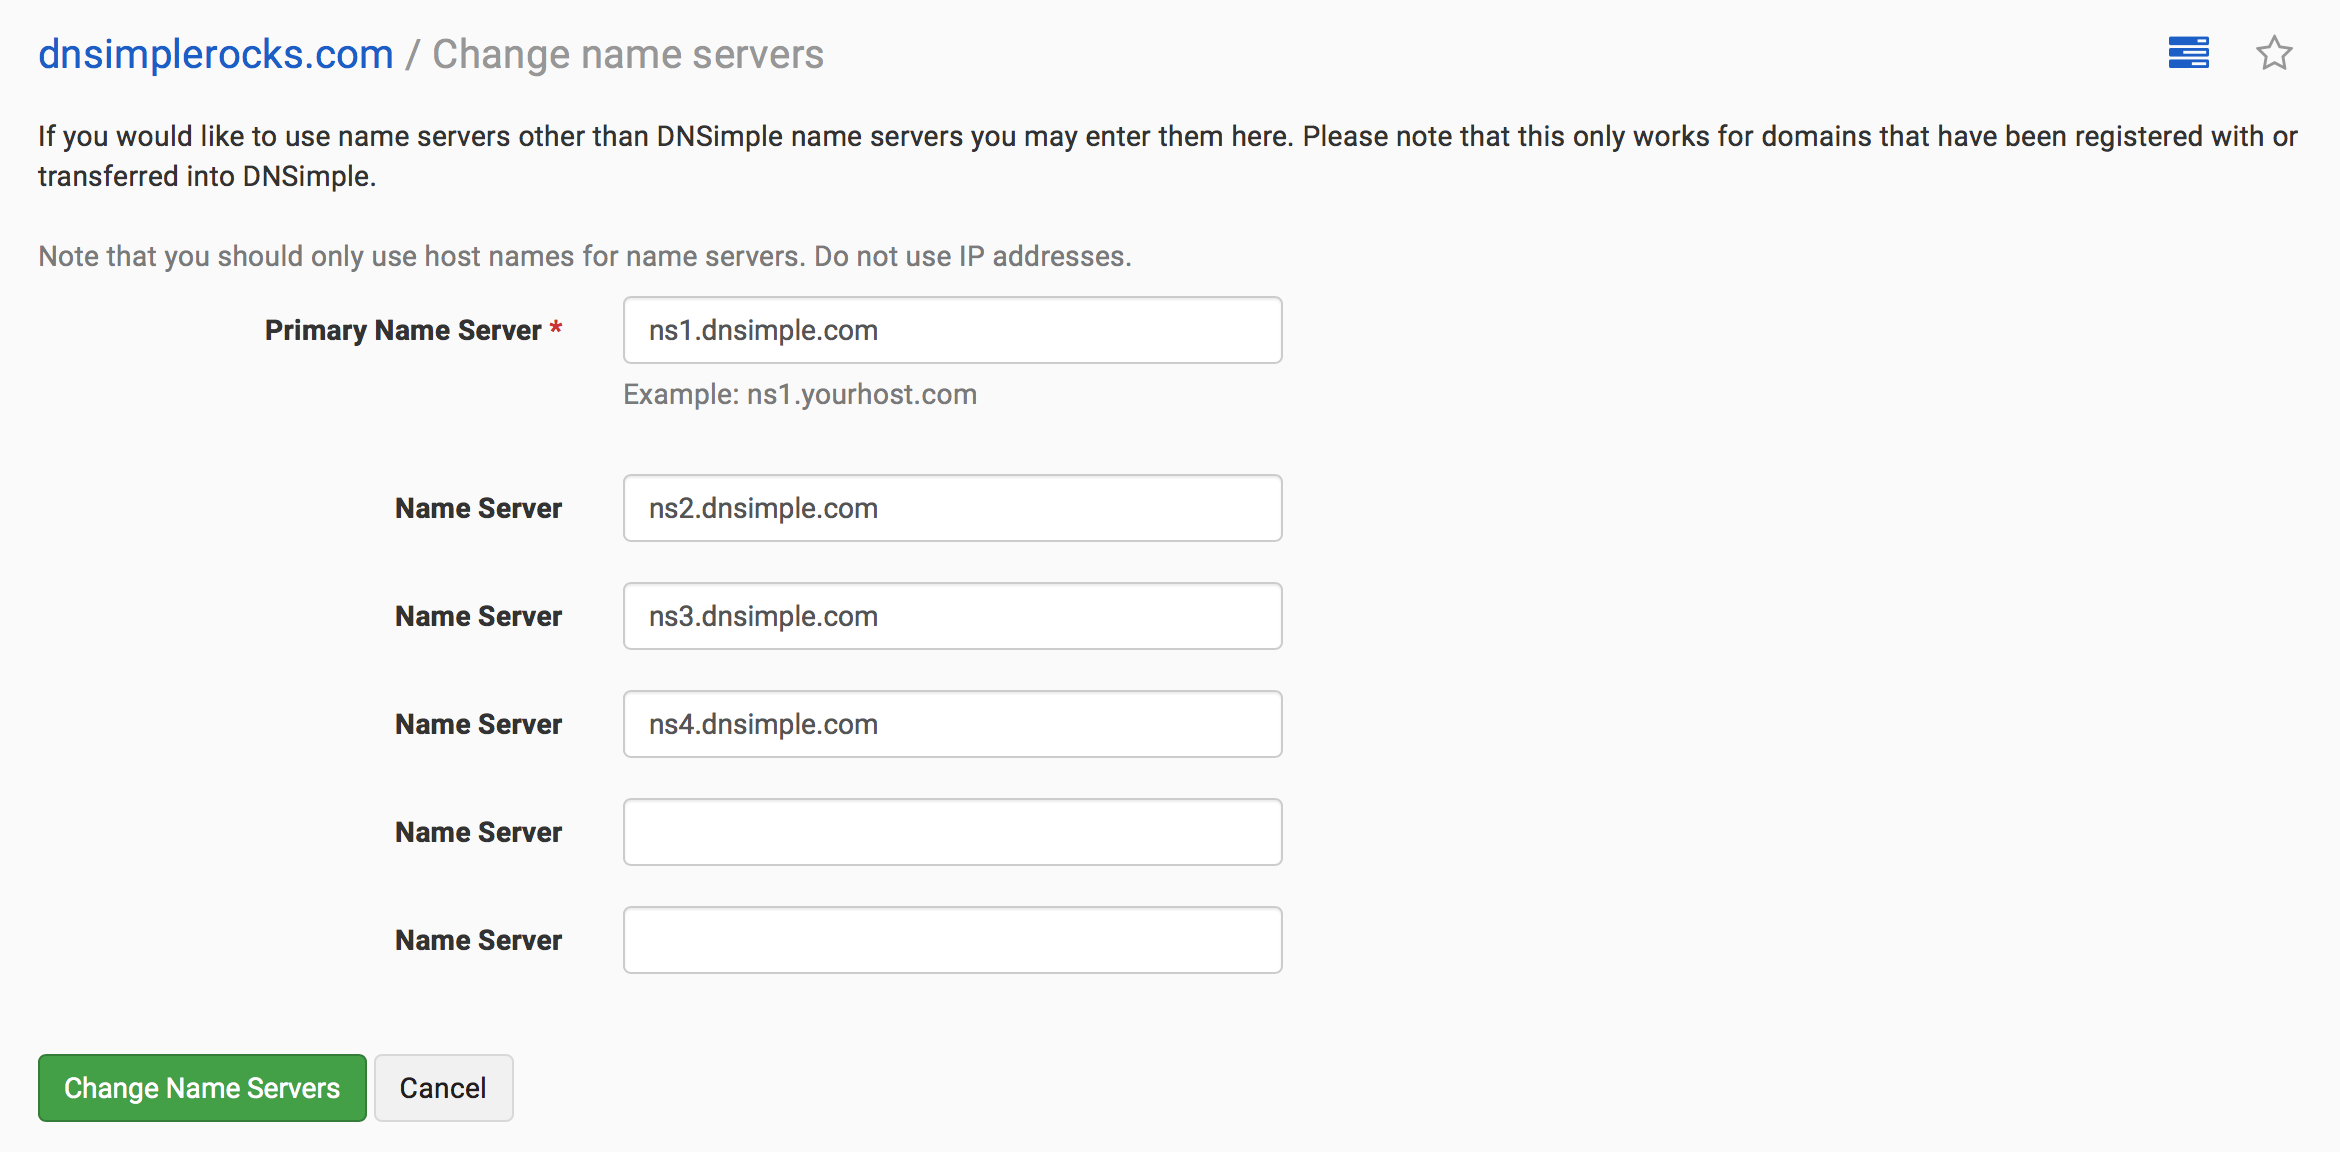 dnsimplerocks.com / Change name servers
If you would like to use name servers other than DNSimple name servers you may enter them here. Please note that this only works for domains that have been registered with or
transferred into DNSimple.
Note that you should only use host names for name servers. Do not use IP addresses.
Primary Name Server * ns1.dnsimple.com
Example: ns1.yourhost.com
Name Server ns2.dnsimple.com
Name Server ns3.dnsimple.com
Name Server ns4.dnsimple.com
Name Server
Name Server
Change Name Servers Cancel